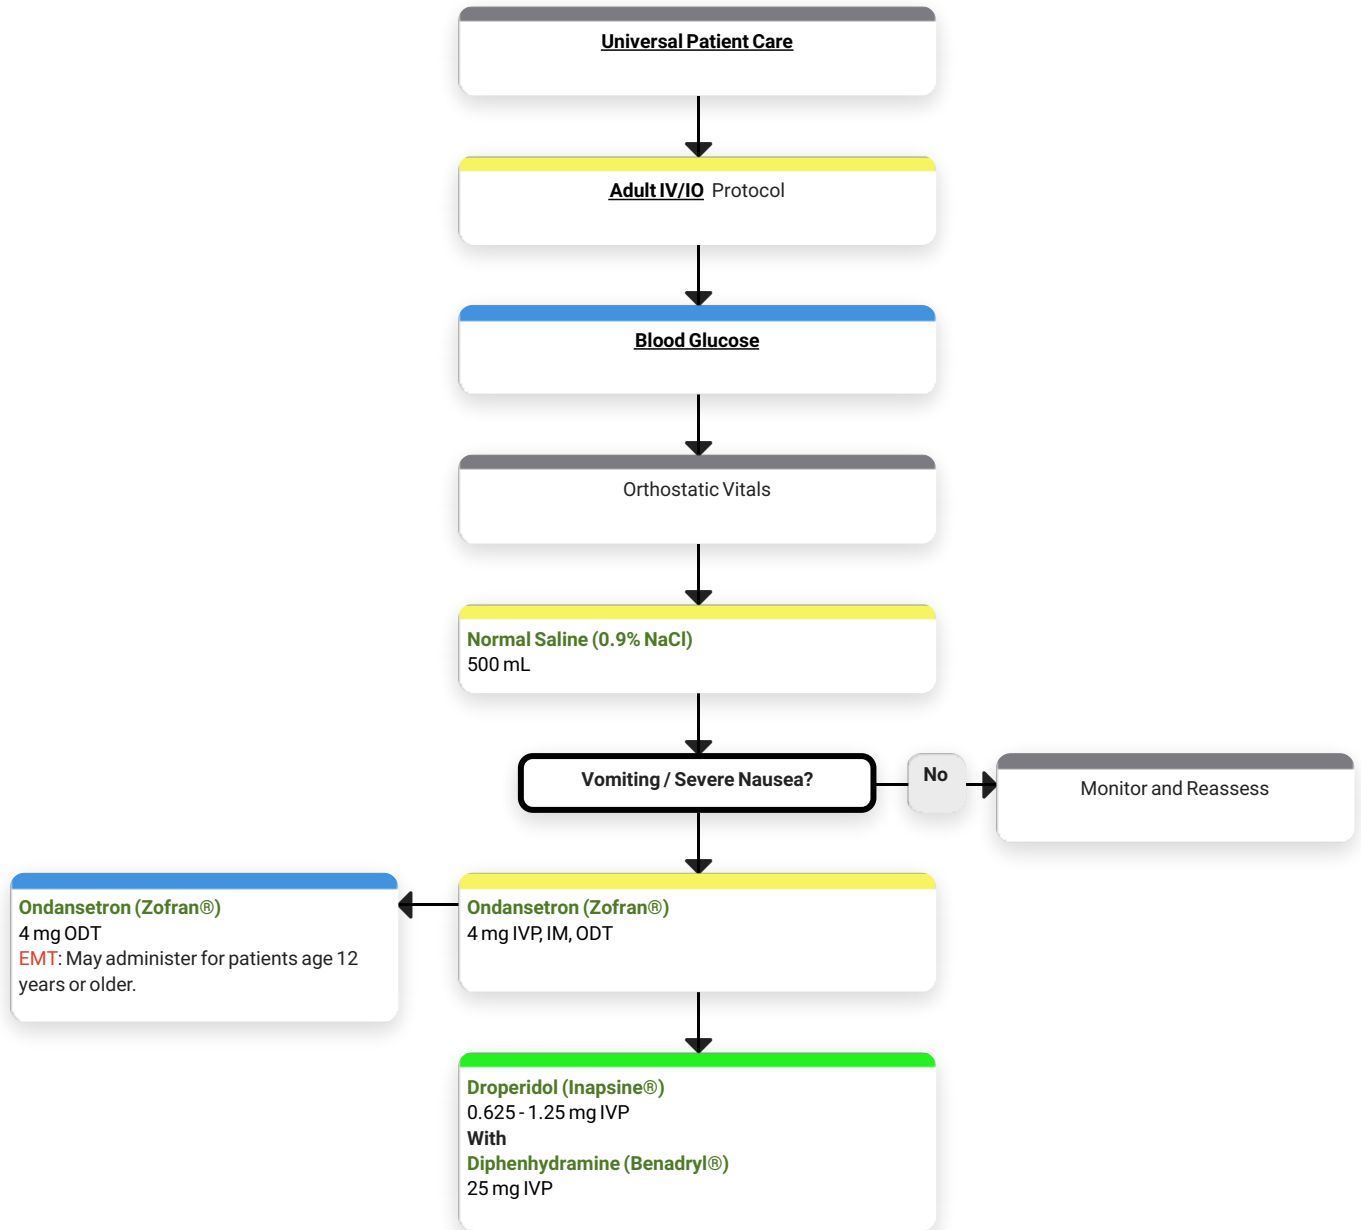 Universal Patient Care
Adult IV/IO Protocol
Blood Glucose
Orthostatic Vitals
Normal Saline (0.9% NaCl)
500 mL
Vomiting / Severe Nausea?
No
Monitor and Reassess
Ondansetron (Zofran®)
4 mg ODT
EMT: May administer for patients age 12
years or older.
Ondansetron (Zofran®)
4 mg IVP, IM, ODT
Droperidol (Inapsine®)
0.625 - 1.25 mg IVP
With
Diphenhydramine (Benadryl®)
25 mg IVP